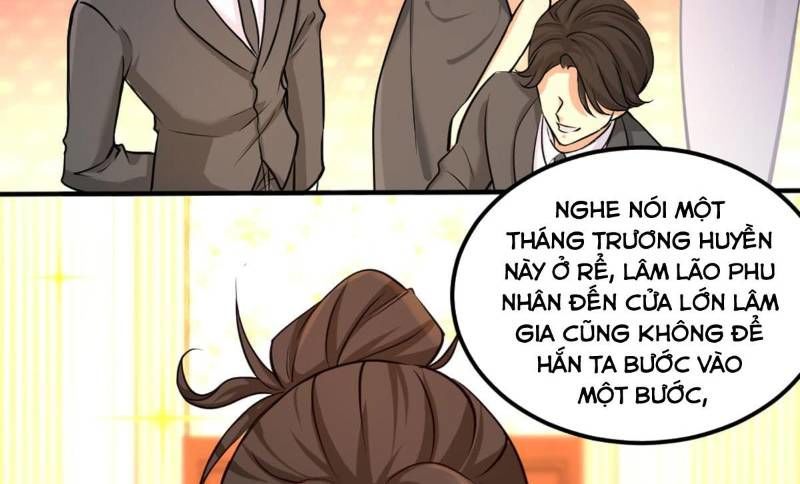 NGHE NÓI MỘT
THÁNG TRƯƠNG HUYỀN
NÀY Ở RỂ, LÂM LÃO PHU
NHÂN ĐẾN CỬA LỚN LÂM
GIA CŨNG KHÔNG ĐỂ
HẮN TA BƯỚC VÀO
MỘT BƯỚC,